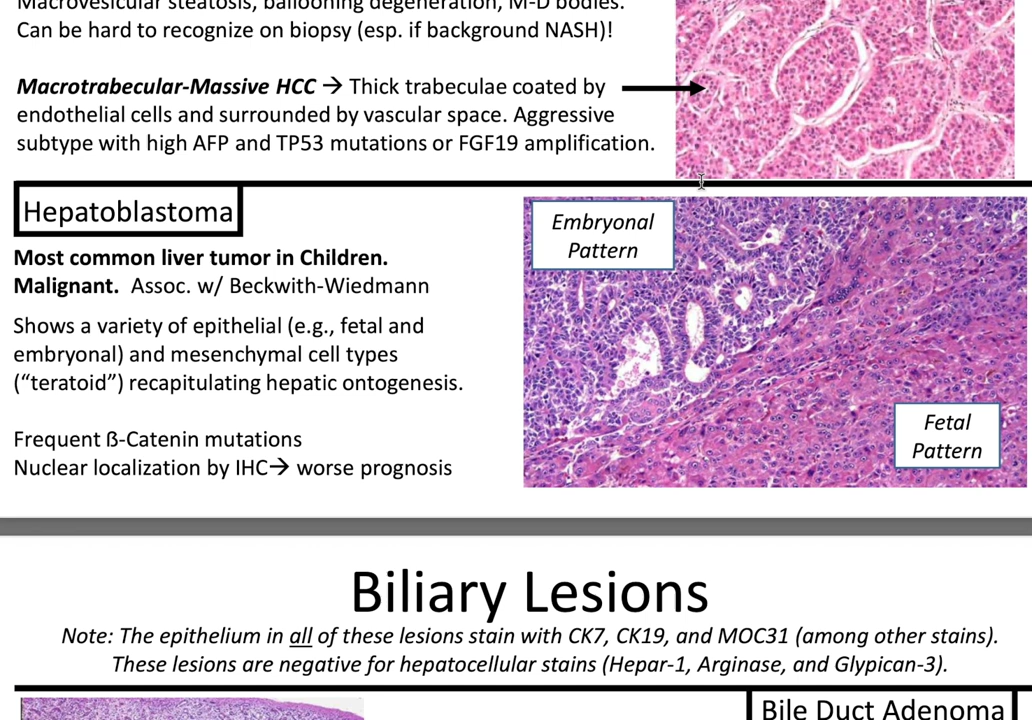 Macrovesicular steatosis, ballooning degeneration, M-D bodies.
Can be hard to recognize on biopsy (esp. if background NASH)!
Macrotrabecular-Massive HCC → Thick trabeculae coated by
endothelial cells and surrounded by vascular space. Aggressive
subtype with high AFP and TP53 mutations or FGF19 amplification.
Hepatoblastoma
Most common liver tumor in Children.
Malignant. Assoc. w/ Beckwith-Wiedmann
Shows a variety of epithelial (e.g., fetal and
embryonal) and mesenchymal cell types
(“teratoid”) recapitulating hepatic ontogenesis.
Frequent ß-Catenin mutations
Nuclear localization by IHC→ worse prognosis
Embryonal
Pattern
Fetal
Pattern
Biliary Lesions
Note: The epithelium in all of these lesions stain with CK7, CK19, and MOC31 (among other stains).
These lesions are negative for hepatocellular stains (Hepar-1, Arginase, and Glypican-3).
Bile Duct Adenoma